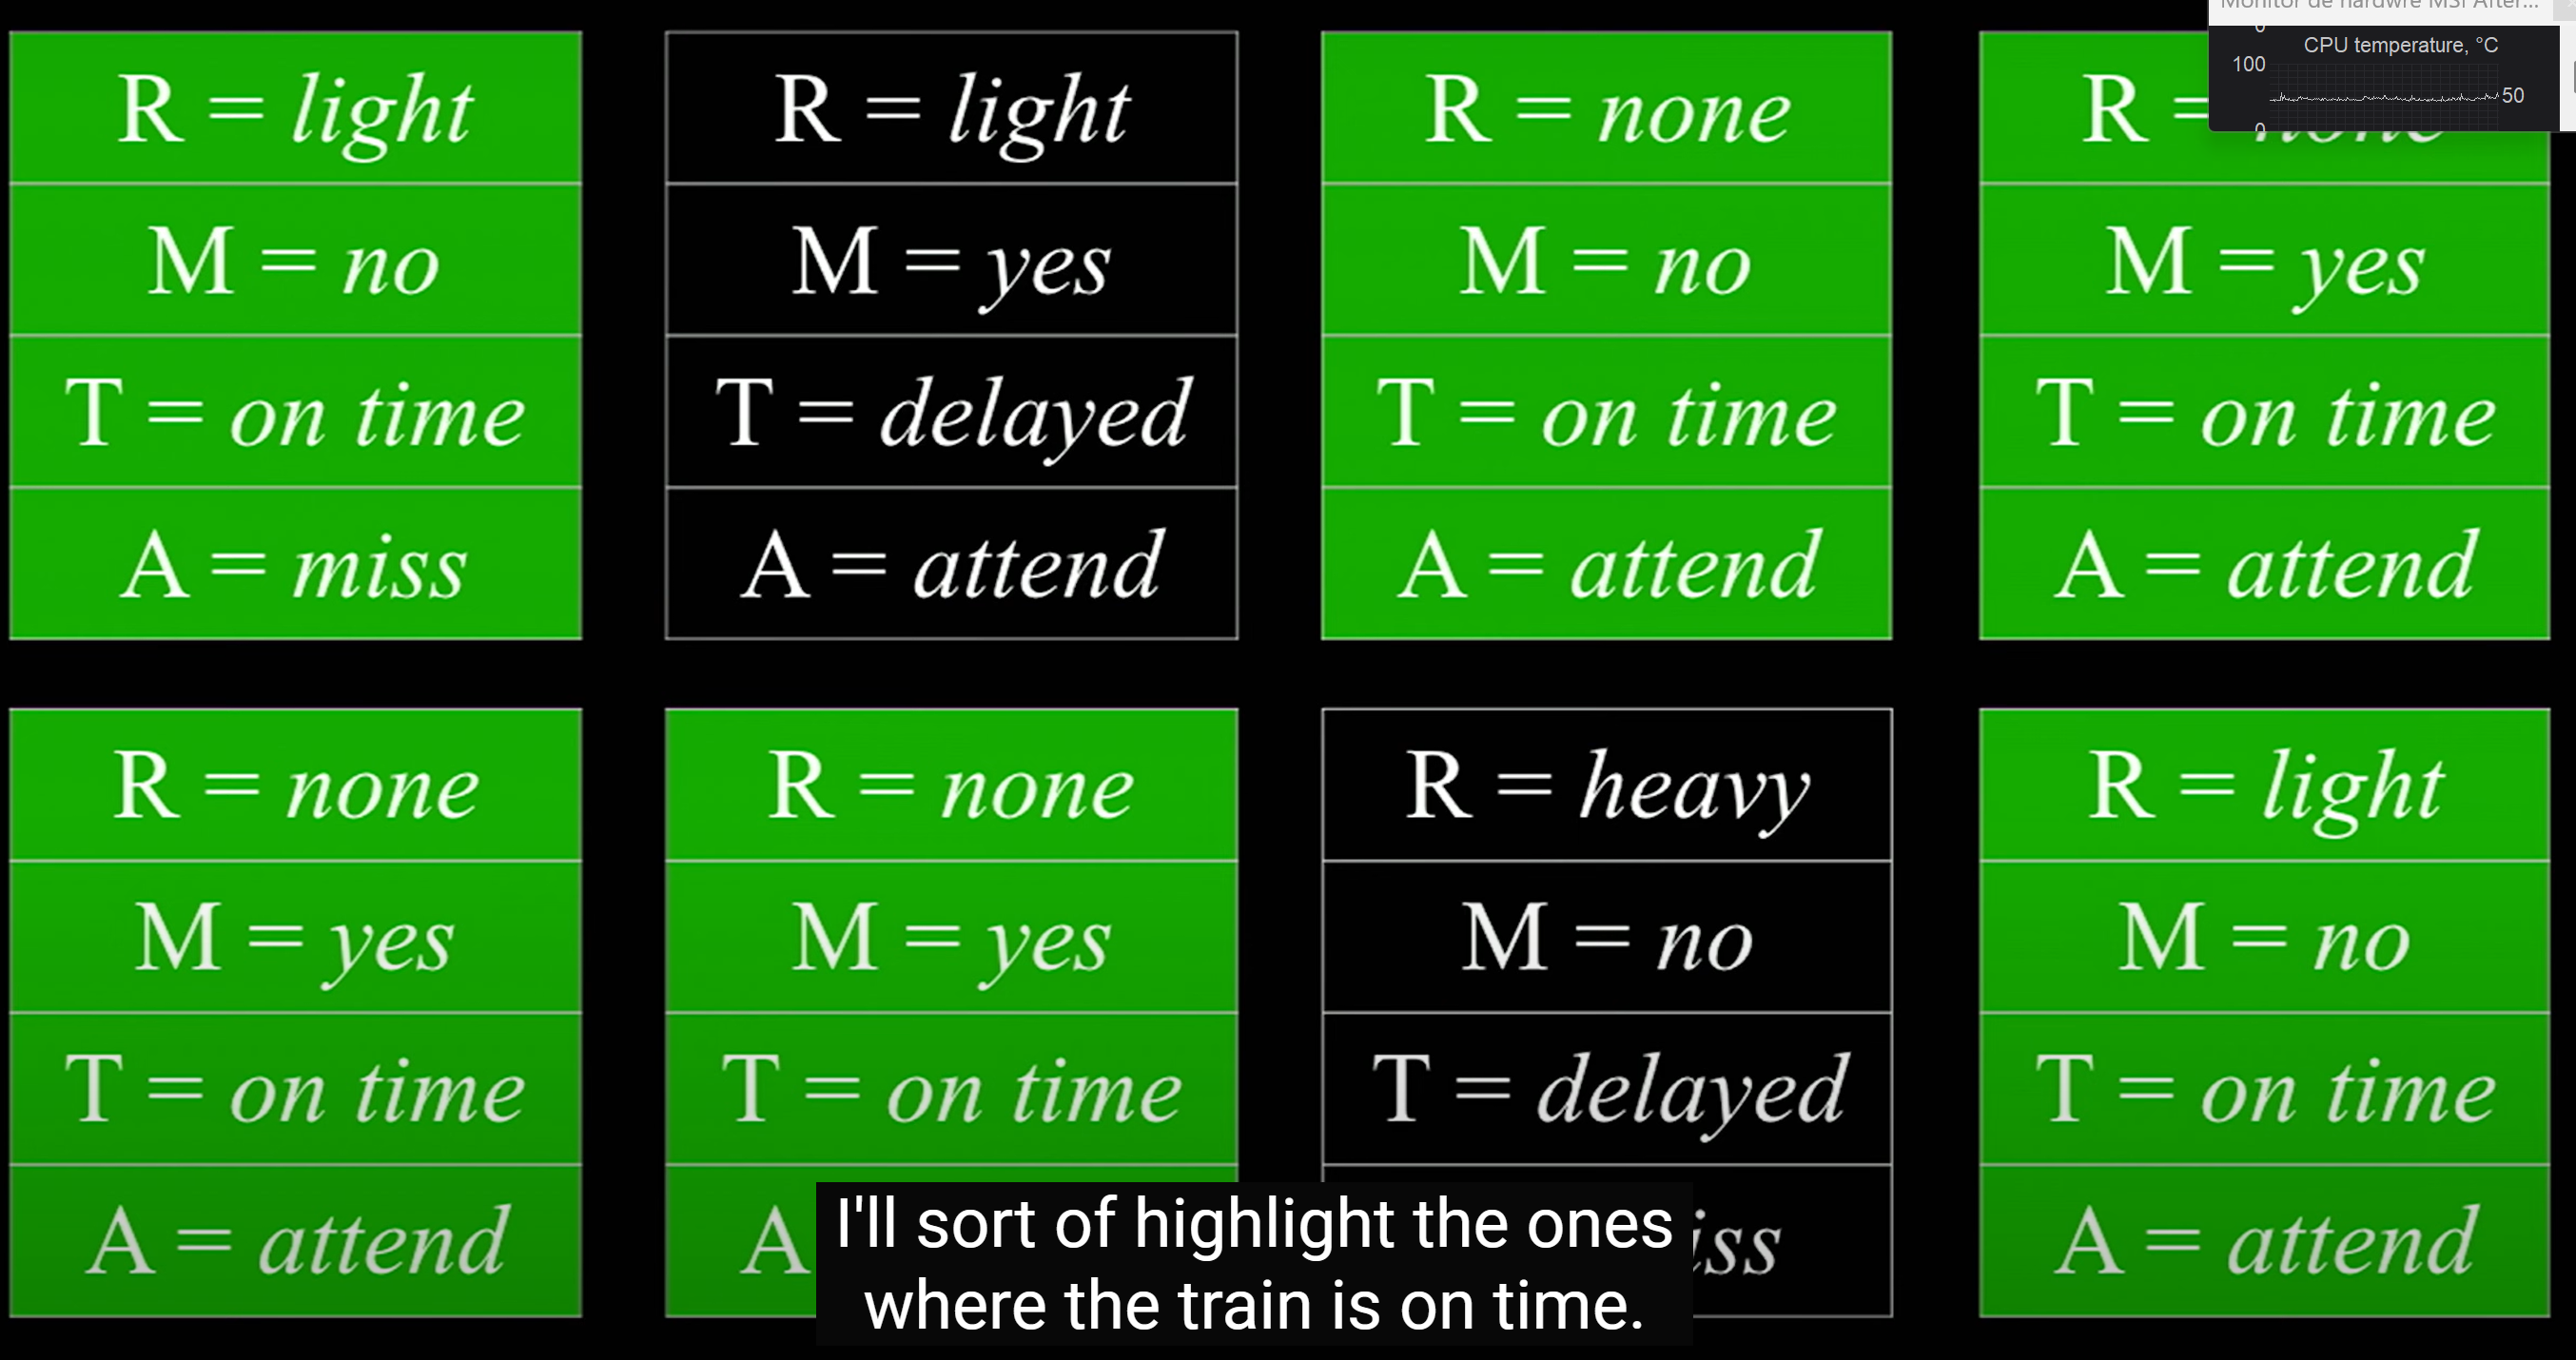 Monitor de hardwre MSI After...
0
CPU temperature, °C
100
50
0
R = light
M = no
T = on time
A = miss
R = light
M = yes
T = delayed
A = attend
R = none
M = no
T = on time
A = attend
R =
M = yes
T = on time
A = attend
R = none
M = yes
T = on time
A = attend
R = none
M = yes
T = on time
A
R = heavy
M = no
T = delayed
iss
R = light
M = no
T = on time
A = attend
I'll sort of highlight the ones
where the train is on time.